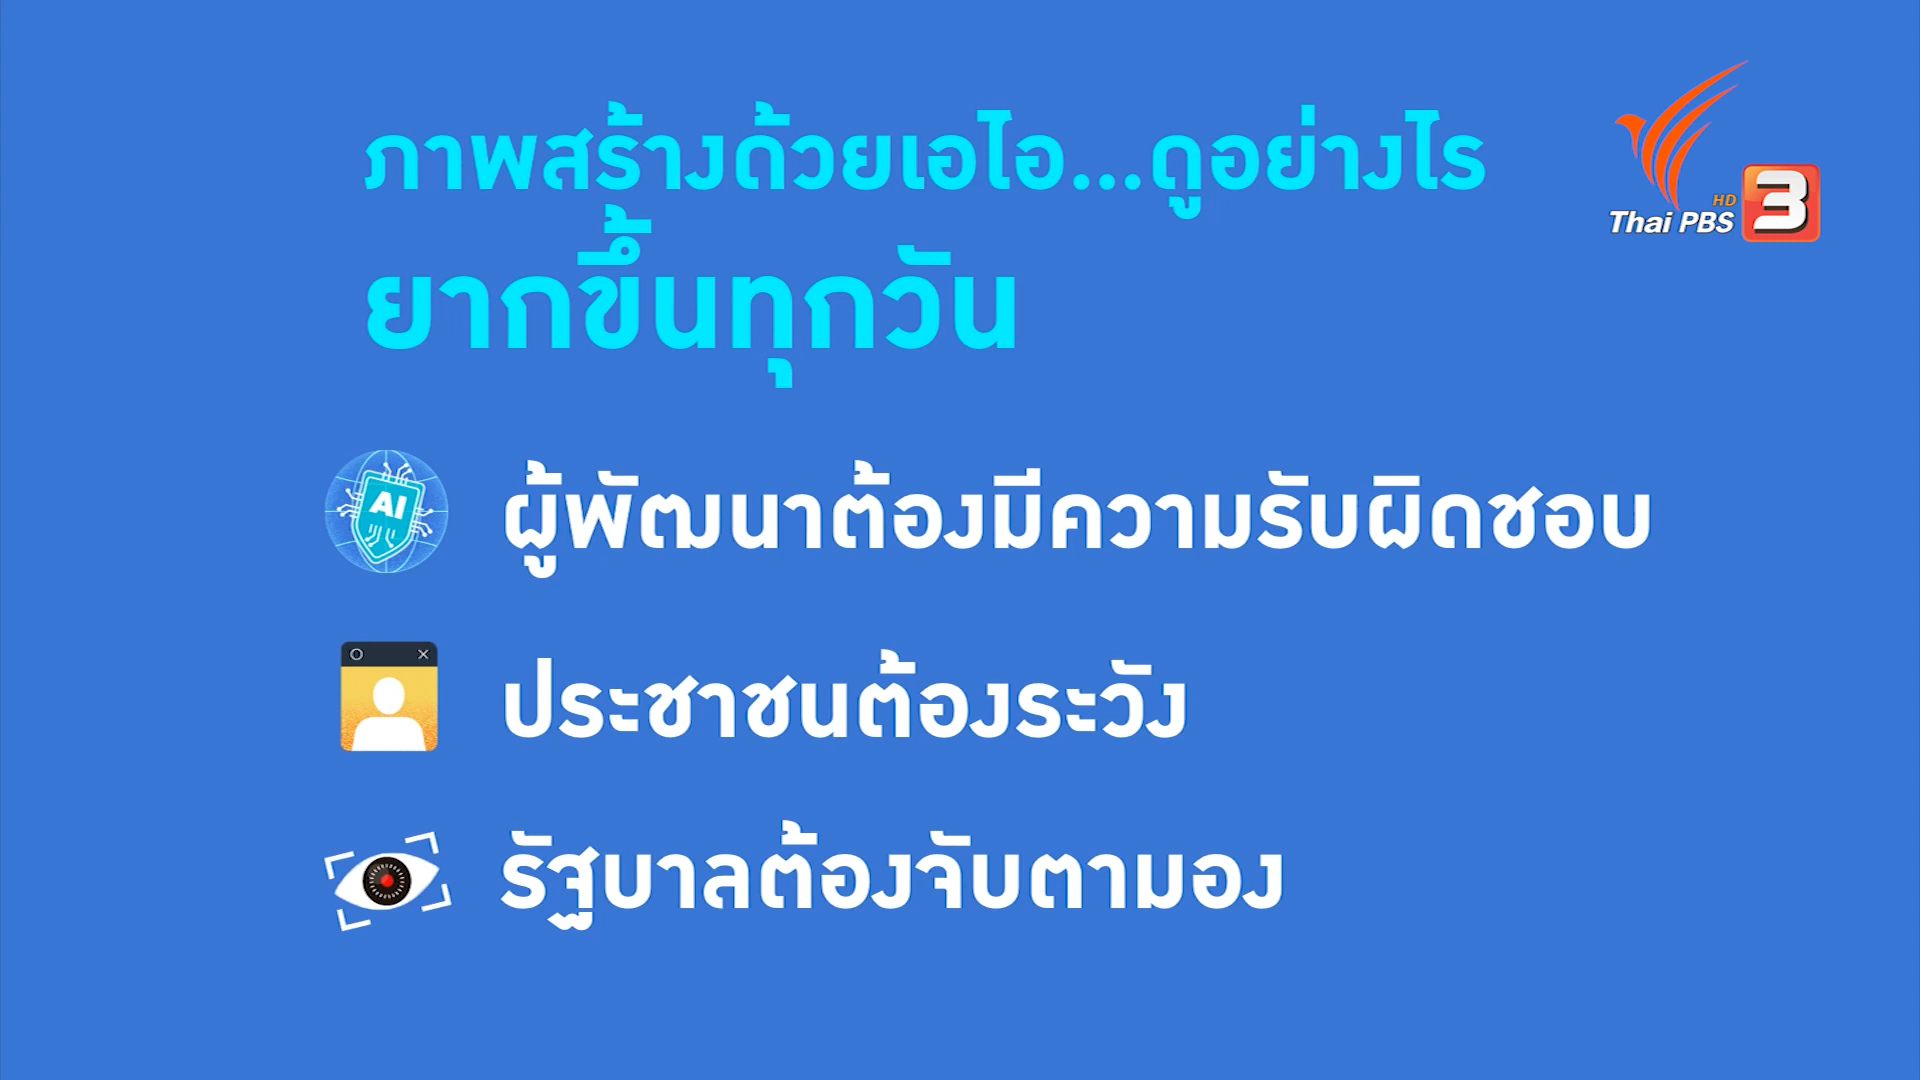 ภาพสร้างด้วยเอไอ...ดูอย่างไร
ยากขึ้นทุกวัน
HD
Thai PBS 3
AI
ผู้พัฒนาต้องมีความรับผิดชอบ
ประชาชนต้องระวัง
รัฐบาลต้องจับตามอง